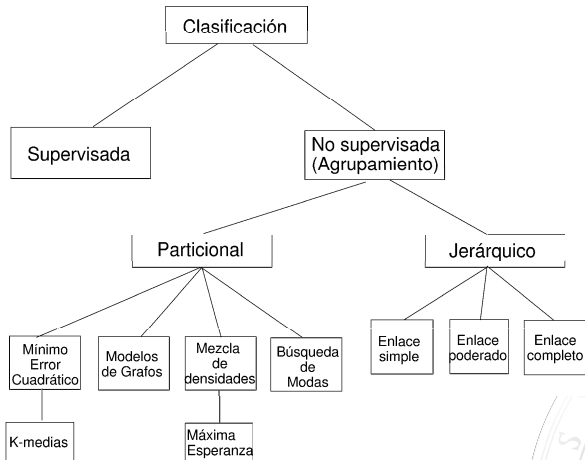 Clasificación
Supervisada
No supervisada
(Agrupamiento)
Particional
Jerárquico
Mínimo
Error
Cuadrático
Modelos
de Grafos
Mezcla
de
densidades
Búsqueda
de
Modas
Enlace
simple
Enlace
poderado
Enlace
completo
K-medias
Máxima
Esperanza